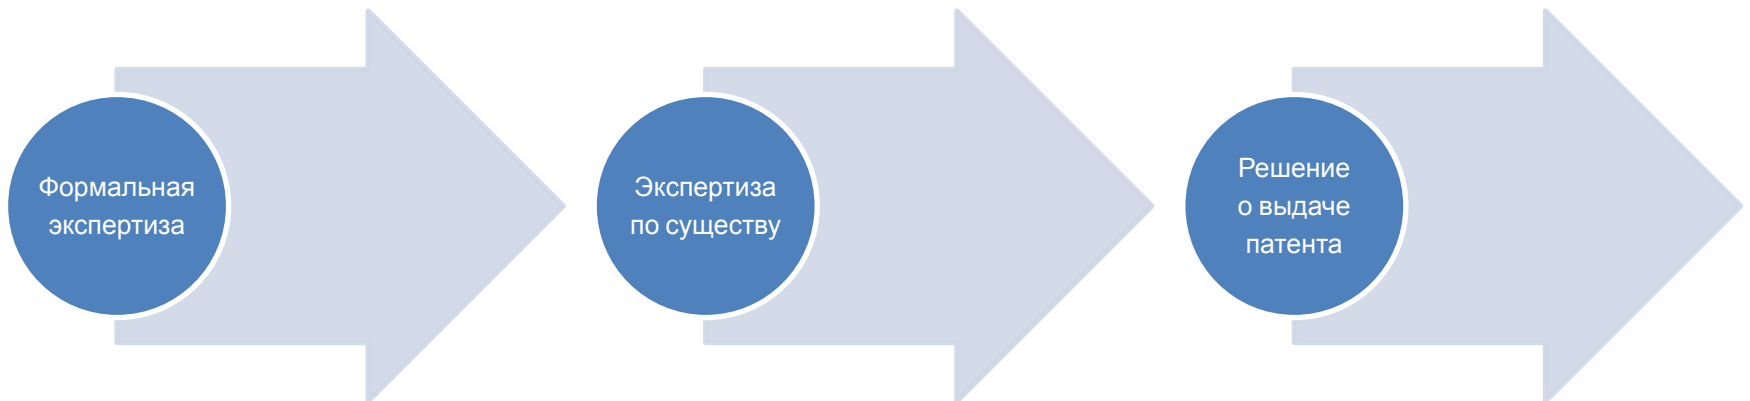 Формальная
экспертиза
Экспертиза
по существу
Решение
о выдаче
патента